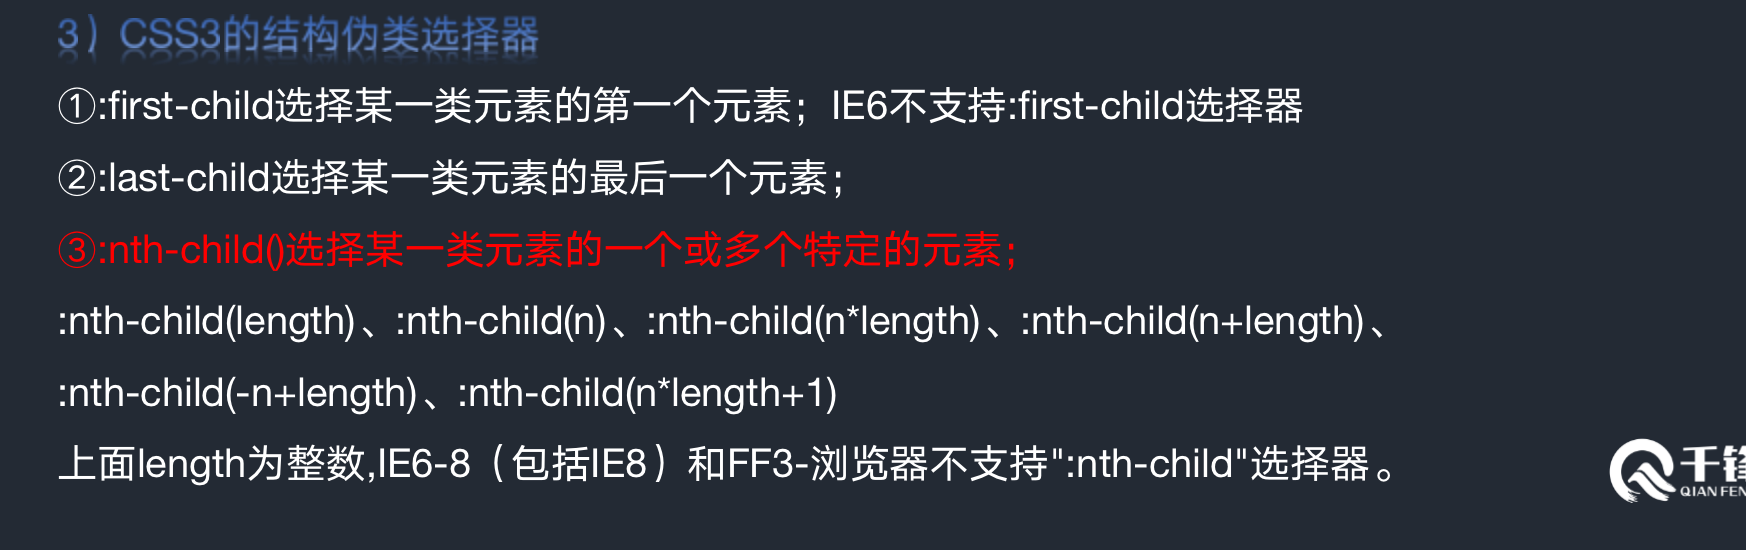 3）CSS3的结构伪类选择器
①:first-child选择某一类元素的第一个元素；IE6不支持:first-child选择器
②:last-child选择某一类元素的最后一个元素；
③:nth-child()选择某一类元素的一个或多个特定的元素；
:nth-child(length)、:nth-child(n)、:nth-child(n*length)、:nth-child(n+length)、
:nth-child(-n+length)、:nth-child(n*length+1)
上面length为整数,IE6-8（包括IE8）和FF3-浏览器不支持":nth-child"选择器。
千锋
QIANFEN